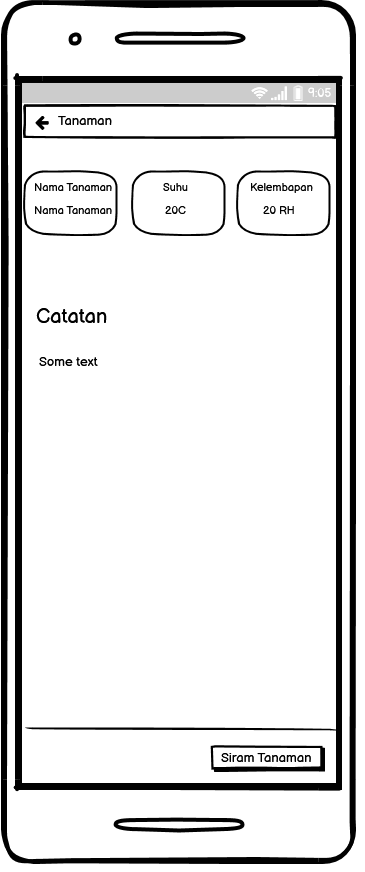 9:05
Tanaman
Nama Tanaman
Nama Tanaman
Suhu
20C
Kelembapan
20 RH
Catatan
Some text
Siram Tanaman